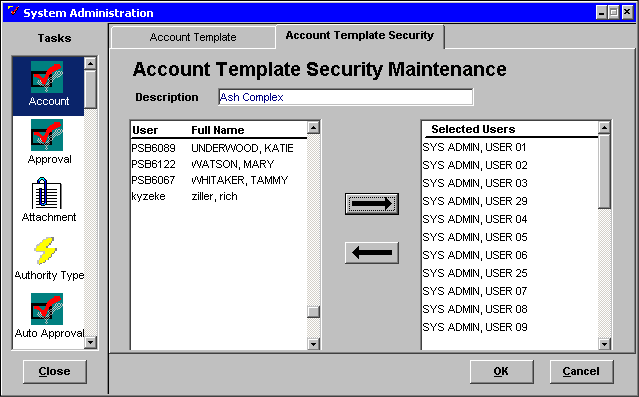 System Administration
Tasks
Account
Approval
Attachment
Authority Type
Auto Approval
Close
Account Template
Account Template Security
Account Template Security Maintenance
Description Ash Complex
User Full Name
PSB6089 UNDERWOOD, KATIE
PSB6122 WATSON, MARY
PSB6067 WHITAKER, TAMMY
kyzeke ziller, rich
Selected Users
SYS ADMIN, USER 01
SYS ADMIN, USER 02
SYS ADMIN, USER 03
SYS ADMIN, USER 29
SYS ADMIN, USER 04
SYS ADMIN, USER 05
SYS ADMIN, USER 06
SYS ADMIN, USER 25
SYS ADMIN, USER 07
SYS ADMIN, USER 08
SYS ADMIN, USER 09
OK
Cancel